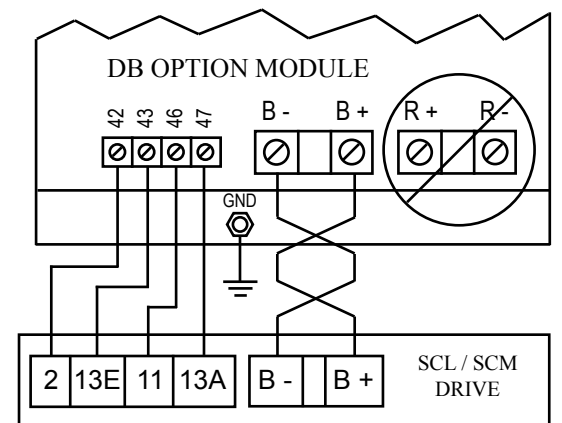 DB OPTION MODULE
42 43 46 47
B - B + R + R -
GND
2 13E 11 13A B - B + SCL / SCM
DRIVE